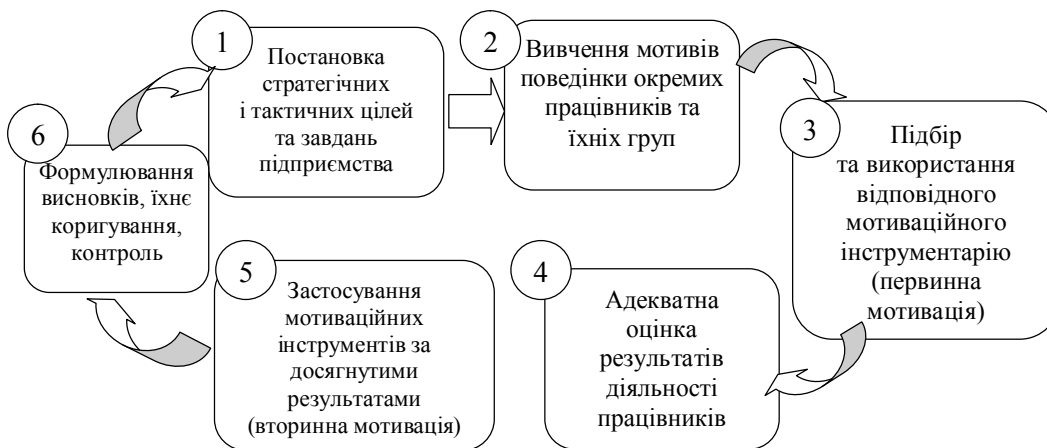 1
Постановка
стратегічних
і тактичних цілей
та завдань
підприємства
2
Вивчення мотивів
поведінки окремих
працівників та
їхніх груп
3
Підбір
та використання
відповідного
мотиваційного
інструментарію
(первинна
мотивація)
4
Адекватна
оцінка
результатів
діяльності
працівників
5
Застосування
мотиваційних
інструментів за
досягнутими
результатами
(вторинна мотивація)
6
Формулювання
висновків, їхнє
коригування,
контроль